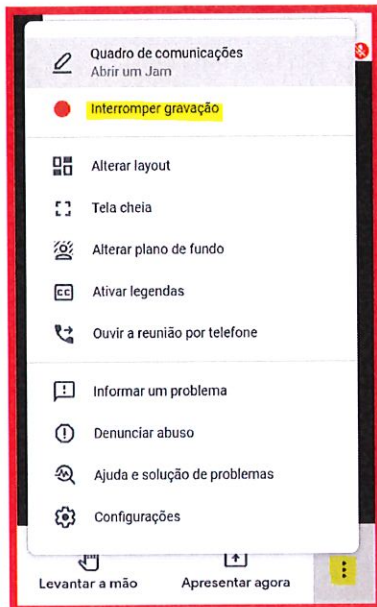 Quadro de comunicações
Abrir um Jam
Interromper gravação
Alterar layout
Tela cheia
Alterar plano de fundo
CC Ativar legendas
Ouvir a reunião por telefone
Informar um problema
Denunciar abuso
Ajuda e solução de problemas
Configurações
Levantar a mão Apresentar agora